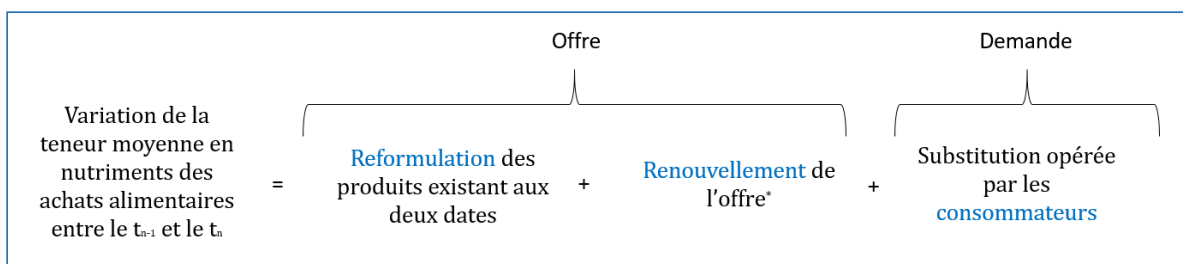 Offre
Demande
Variation de la
teneur moyenne en
nutriments des
achats alimentaires
entre le tₙ₋₁ et le tₙ
=
Reformulation des
produits existant aux
deux dates
+
Renouvellement de
l'offre*
+
Substitution opérée
par les
consommateurs